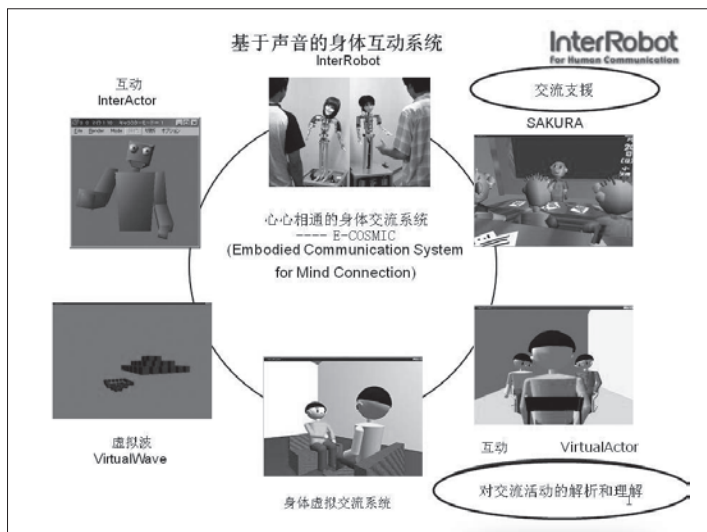 基于声音的身体互动系统
InterRobot
InterRobot
For Human Communication
互动
InterActor
交流支援
SAKURA
心心相通的身体交流系统
---- E-COSMIC
(Embodied Communication System
for Mind Connection)
虚拟波
VirtualWave
身体虚拟交流系统
互动 VirtualActor
对交流活动的解析和理解